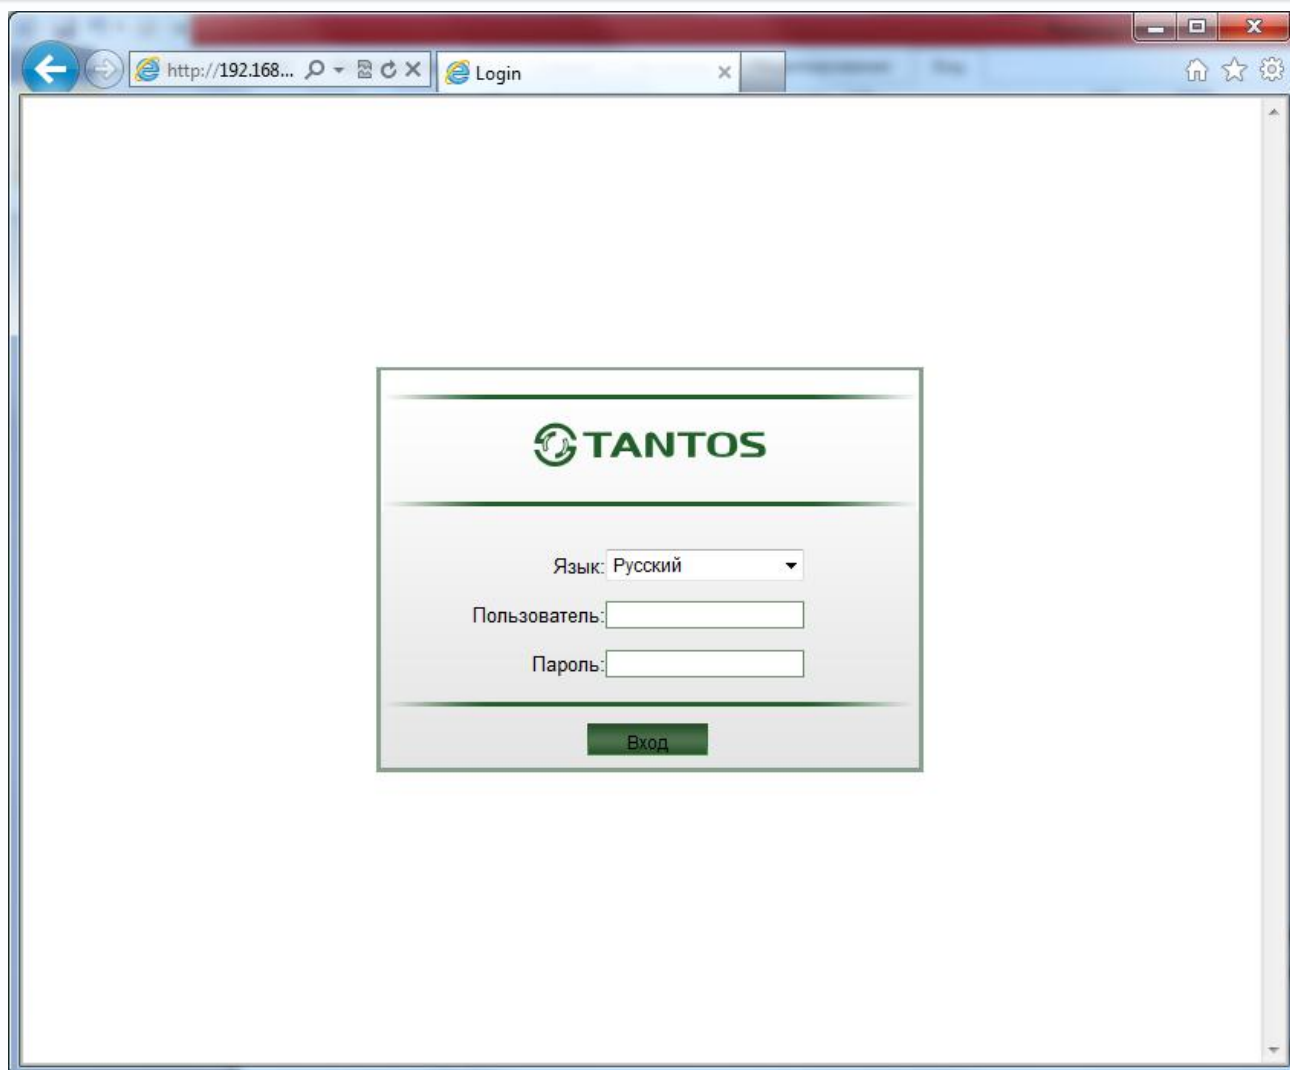 http://192.168...
Login
TANTOS
Язык: Русский
Пользователь:
Пароль:
Вход